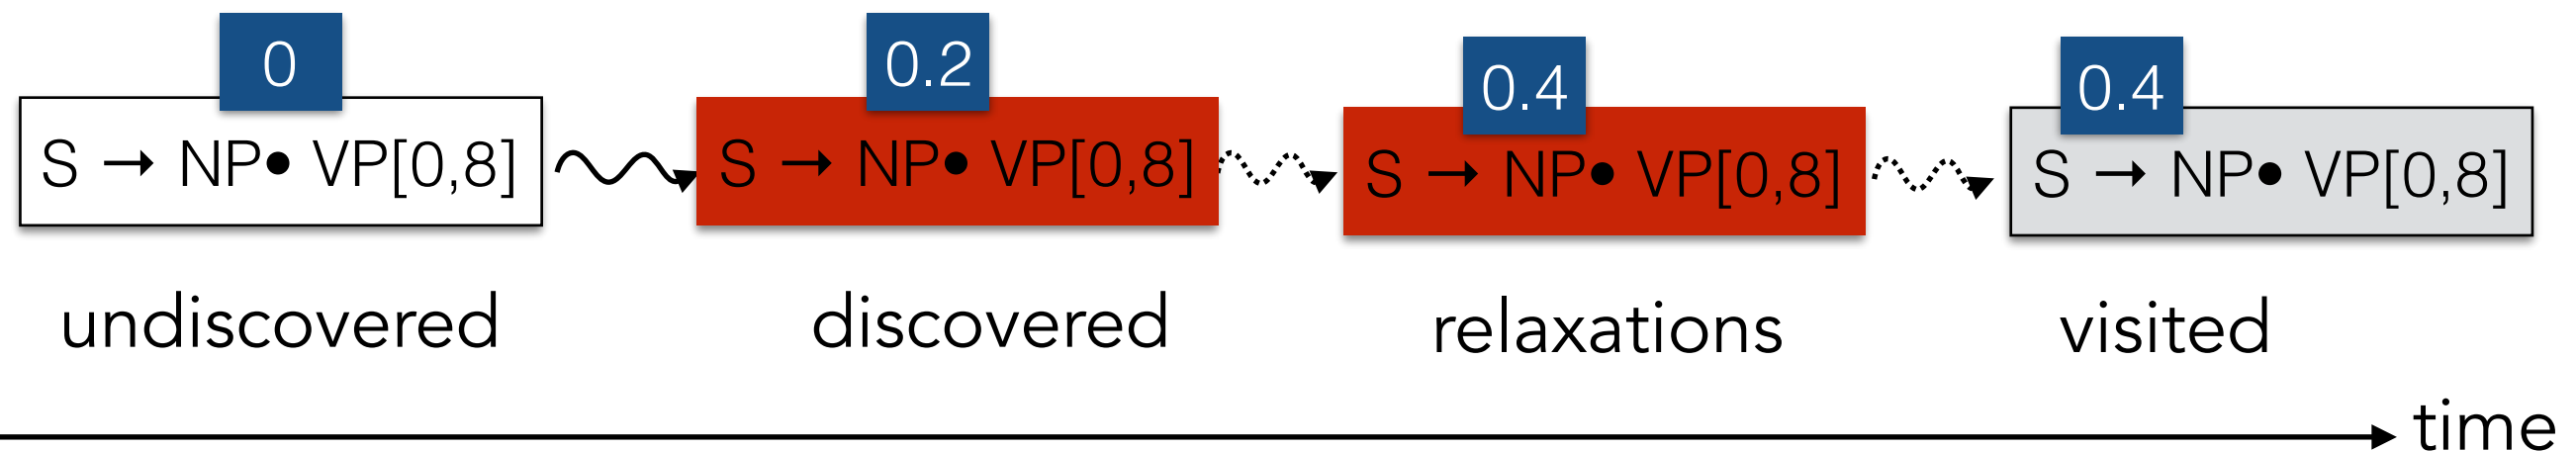 0 0.2 0.4 0.4
S → NP• VP[0,8] S → NP• VP[0,8] S → NP• VP[0,8] S → NP• VP[0,8]
undiscovered discovered relaxations visited
time